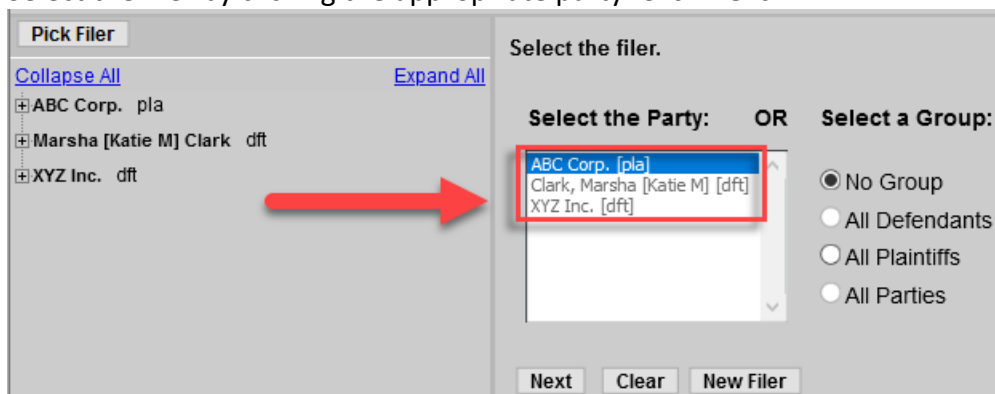 Pick Filer
Collapse All Expand All
ABC Corp. pla
Marsha [Katie M] Clark dft
XYZ Inc. dft
Select the filer.
Select the Party: OR Select a Group:
ABC Corp. [pla]
Clark, Marsha [Katie M] [dft]
XYZ Inc. [dft]
No Group
All Defendants
All Plaintiffs
All Parties
Next Clear New Filer